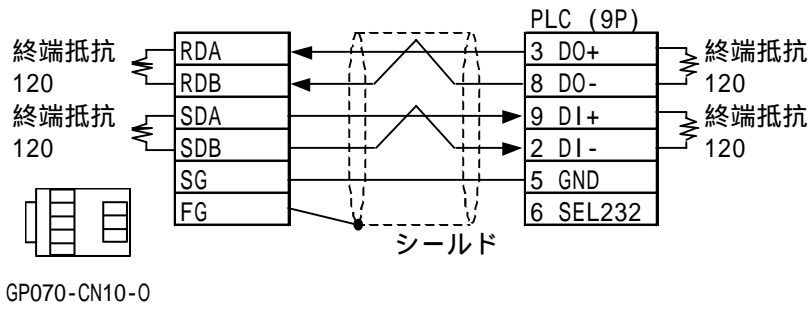 PLC (9P)
終端抵抗
120
RDA
3 DO+
終端抵抗
120
RDB
8 DO-
終端抵抗
120
SDA
9 DI+
終端抵抗
120
SDB
2 DI-
SG
5 GND
FG
6 SEL232
シールド
GP070-CN10-O